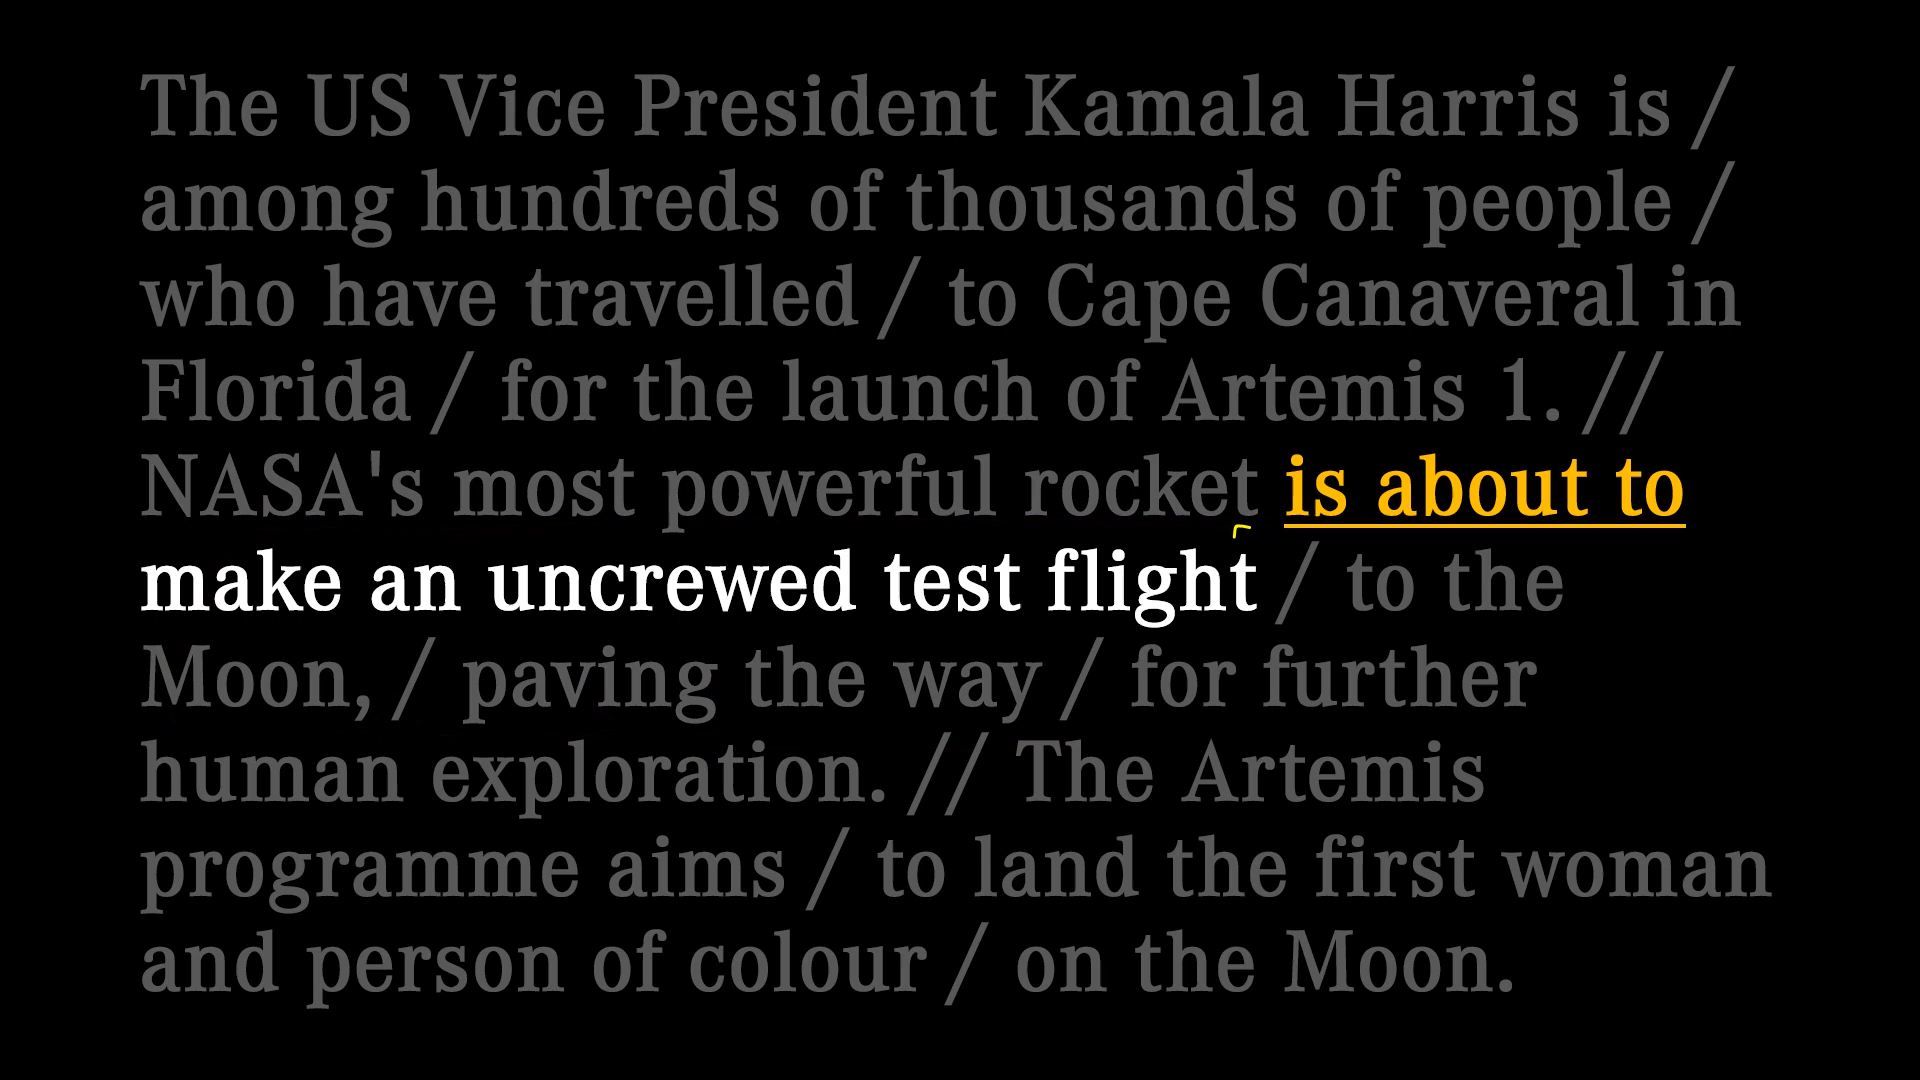 The US Vice President Kamala Harris is /
among hundreds of thousands of people /
who have travelled / to Cape Canaveral in
Florida / for the launch of Artemis 1. //
NASA's most powerful rocket is about to
make an uncrewed test flight / to the
Moon, / paving the way / for further
human exploration. // The Artemis
programme aims / to land the first woman
and person of colour / on the Moon.